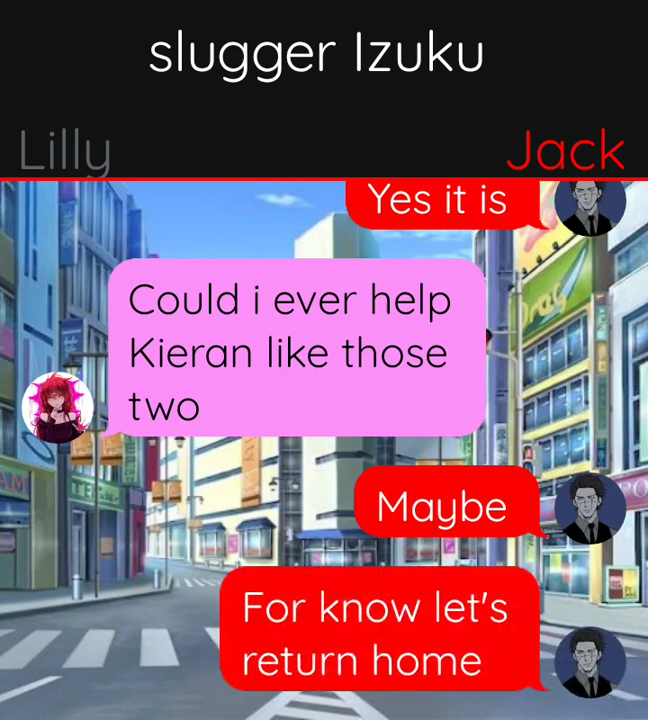 slugger Izuku
Lilly
Jack
Yes it is
Could i ever help
Kieran like those
two
Maybe
For know let's
return home
Drog